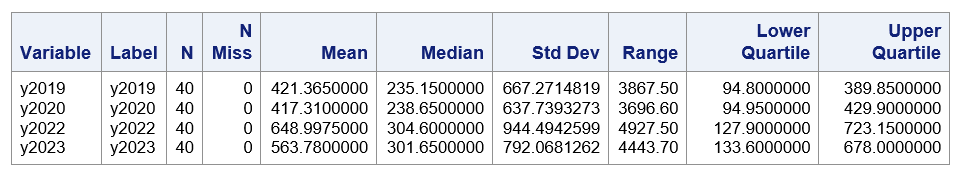 Variable Label N N Miss Mean Median Std Dev Range Lower Quartile Upper Quartile
y2019 y2019 40 0 421.3650000 235.1500000 667.2714819 3867.50 94.8000000 389.8500000
y2020 y2020 40 0 417.3100000 238.6500000 637.7393273 3696.60 94.9500000 429.9000000
y2022 y2022 40 0 648.9975000 304.6000000 944.4942599 4927.50 127.9000000 723.1500000
y2023 y2023 40 0 563.7800000 301.6500000 792.0681262 4443.70 133.6000000 678.0000000